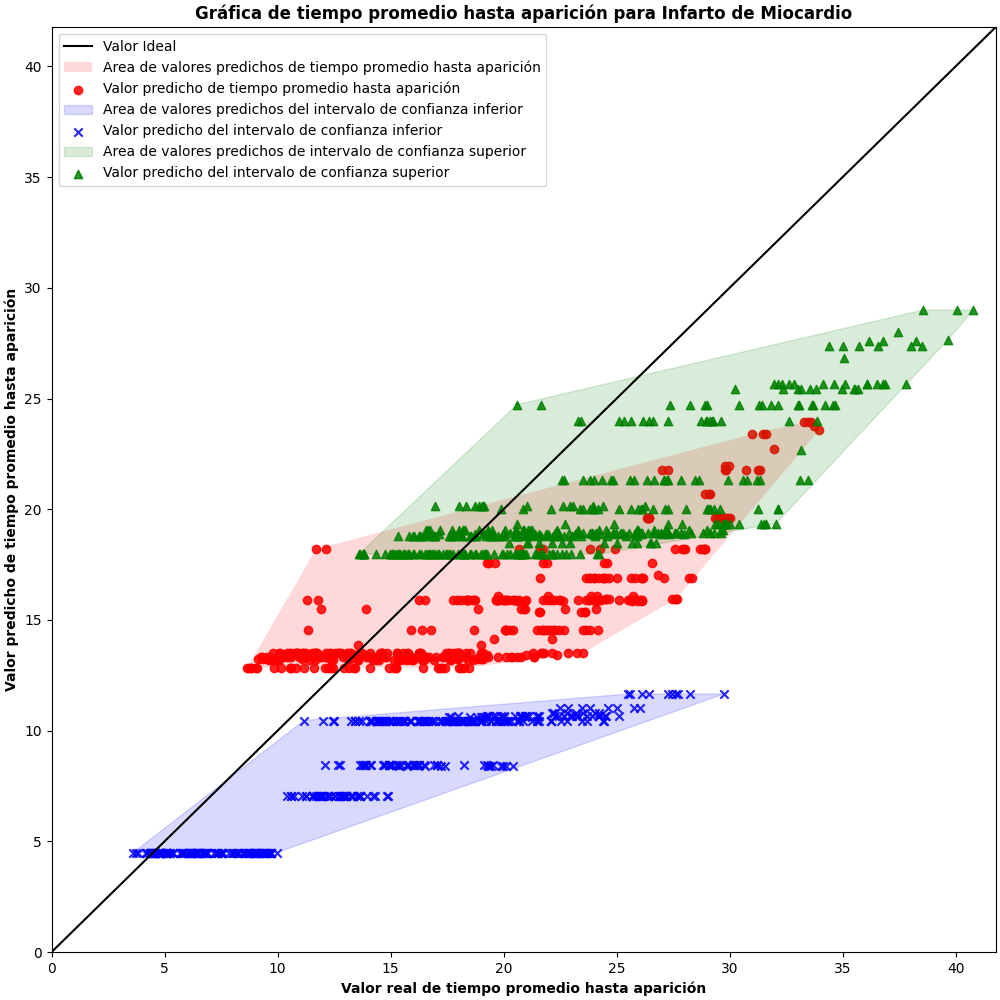 Gráfica de tiempo promedio hasta aparición para Infarto de Miocardio
Valor Ideal
Area de valores predichos de tiempo promedio hasta aparición
Valor predicho de tiempo promedio hasta aparición
Area de valores predichos del intervalo de confianza inferior
Valor predicho del intervalo de confianza inferior
Area de valores predichos de intervalo de confianza superior
Valor predicho del intervalo de confianza superior
Valor predicho de tiempo promedio hasta aparición
40
35
30
25
20
15
10
5
0
0 5 10 15 20 25 30 35 40
Valor real de tiempo promedio hasta aparición